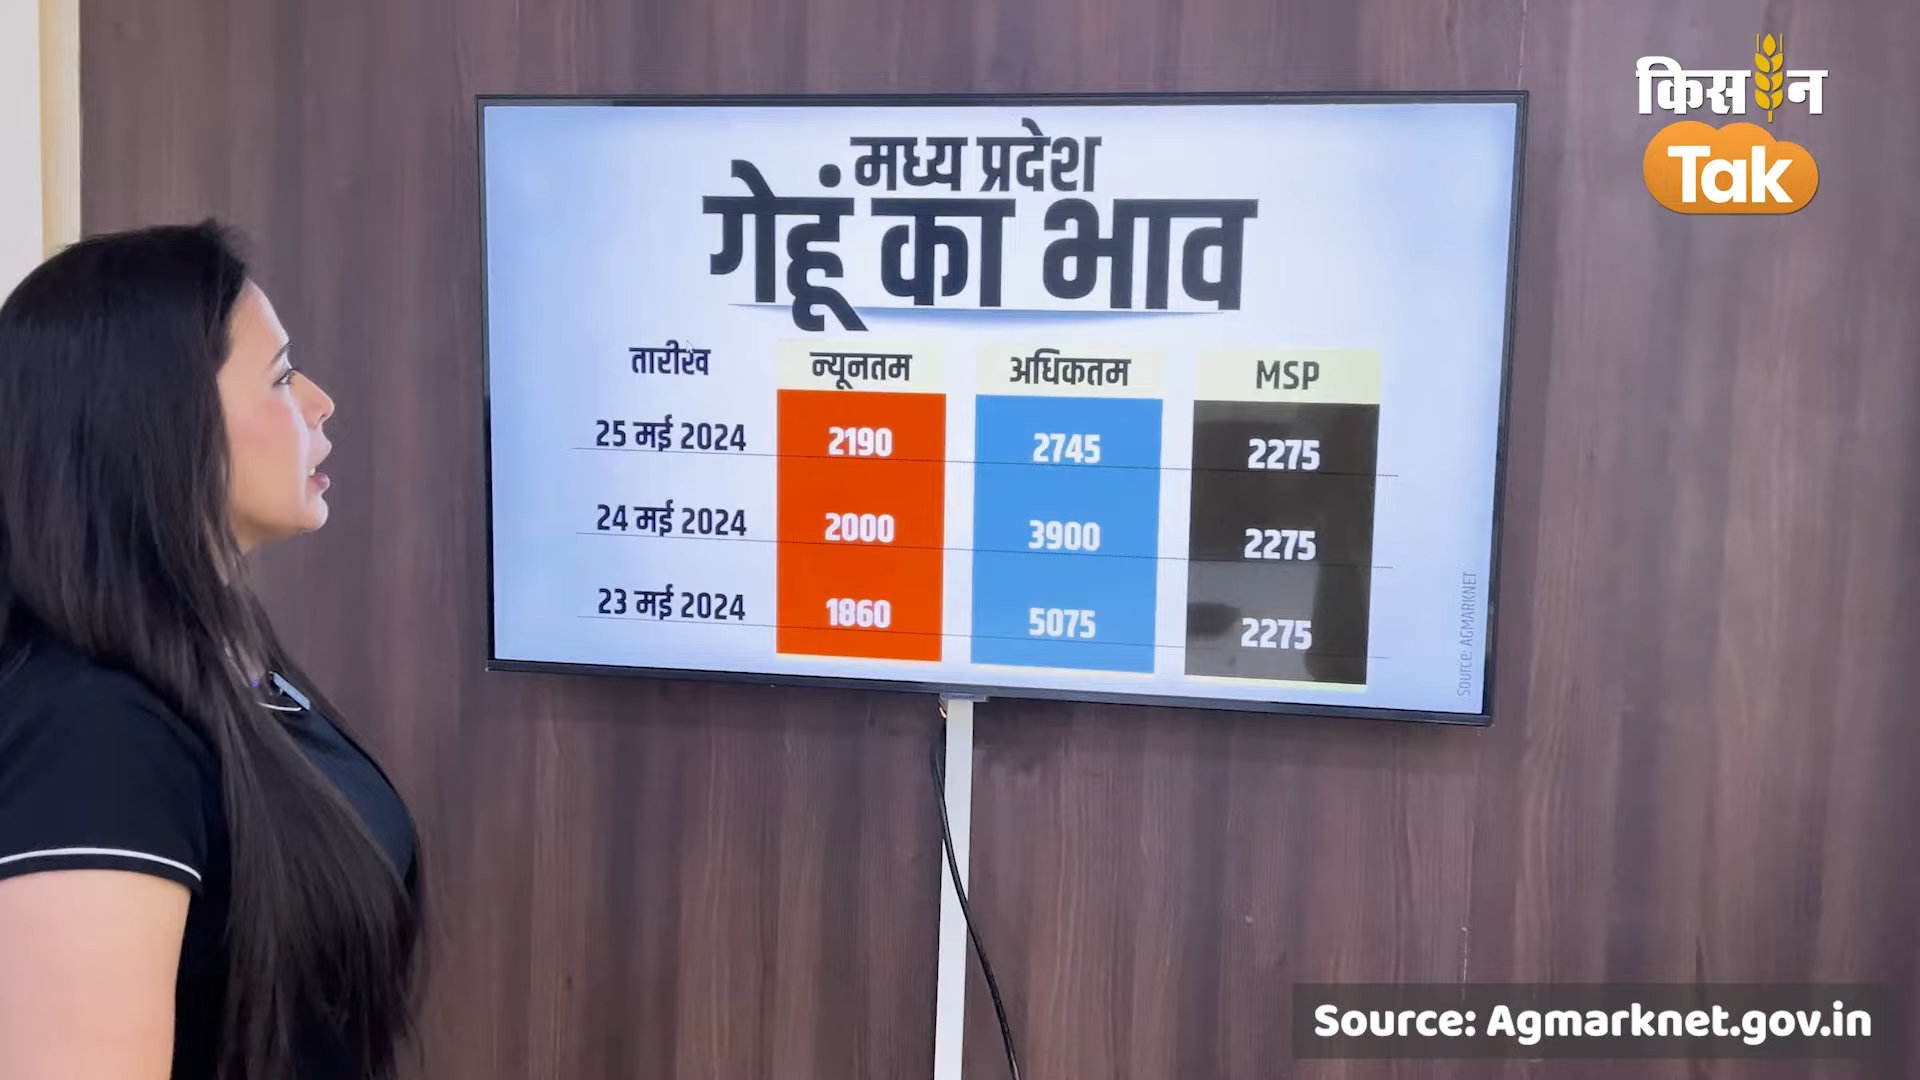 किसान
Tak
मध्य प्रदेश
गेहूं का भाव
तारीख न्यूनतम अधिकतम MSP
25 मई 2024 2190 2745 2275
24 मई 2024 2000 3900 2275
23 मई 2024 1860 5075 2275
Source: AGMARKNET
Source: Agmarknet.gov.in